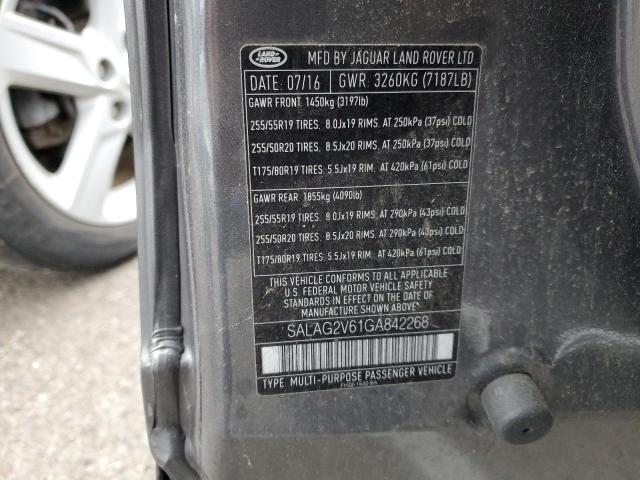 LAND ROVER
MFD BY JAGUAR LAND ROVER LTD
DATE: 07/16 GWR: 3260KG (7187LB)
GAWR FRONT: 1450kg (3197lb)
255/55R19 TIRES. 8.0Jx19 RIMS. AT 250kPa (37psi) COLD
255/50R20 TIRES. 8.5Jx20 RIMS. AT 250kPa (37psi) COLD
T175/80R19 TIRES. 5.5Jx19 RIM. AT 420kPa (61psi) COLD
GAWR REAR: 1855kg (4090lb)
255/55R19 TIRES. 8.0Jx19 RIMS. AT 290kPa (43psi) COLD
255/50R20 TIRES. 8.5Jx20 RIMS. AT 290kPa (43psi) COLD
T175/80R19 TIRES. 5.5Jx19 RIM. AT 420kPa (61psi) COLD
THIS VEHICLE CONFORMS TO ALL APPLICABLE
U.S. FEDERAL MOTOR VEHICLE SAFETY
STANDARDS IN EFFECT ON THE DATE OF
MANUFACTURE SHOWN ABOVE
SALAG2V61GA842268
TYPE: MULTI-PURPOSE PASSENGER VEHICLE